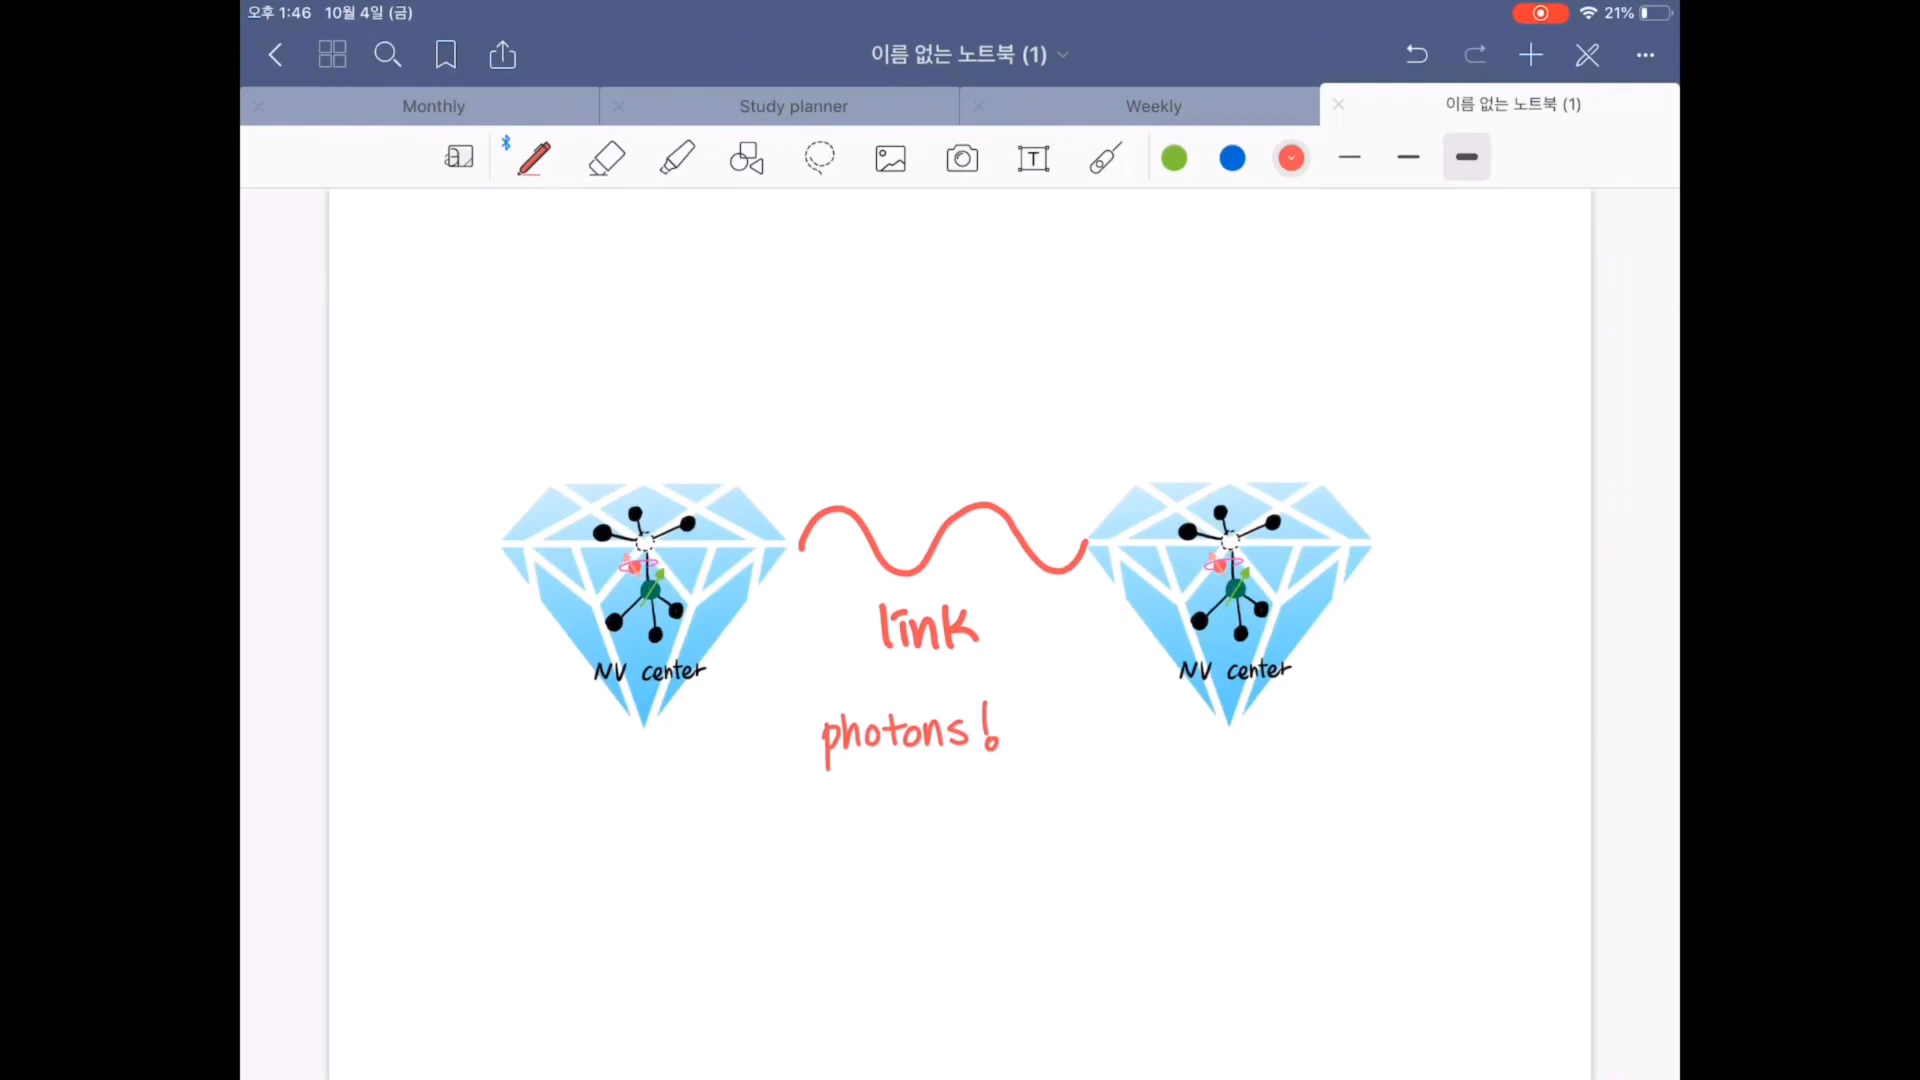 오후 1:46 10월 4일 (금)
21%
이름 없는 노트북 (1)
Monthly
Study planner
Weekly
이름 없는 노트북 (1)
a
T
link
photons!
NV center
NV center